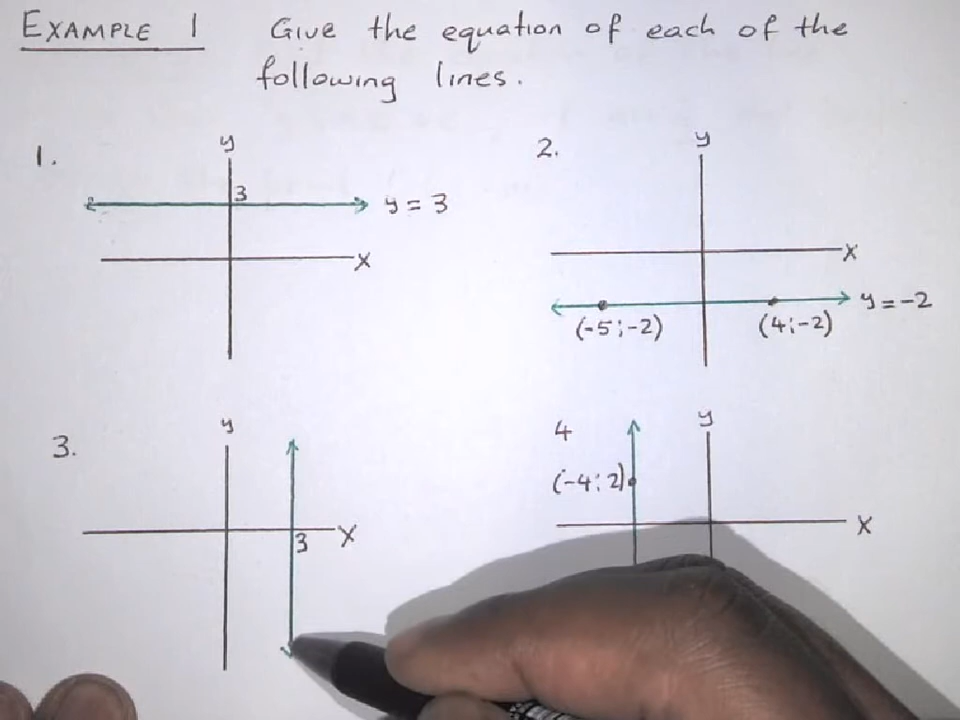 EXAMPLE 1 Give the equation of each of the
following lines.
1.
y
3
y = 3
x
2.
y
x
y = -2
(-5;-2)
(4;-2)
3.
y
3
x
4
y
(-4;2)
x